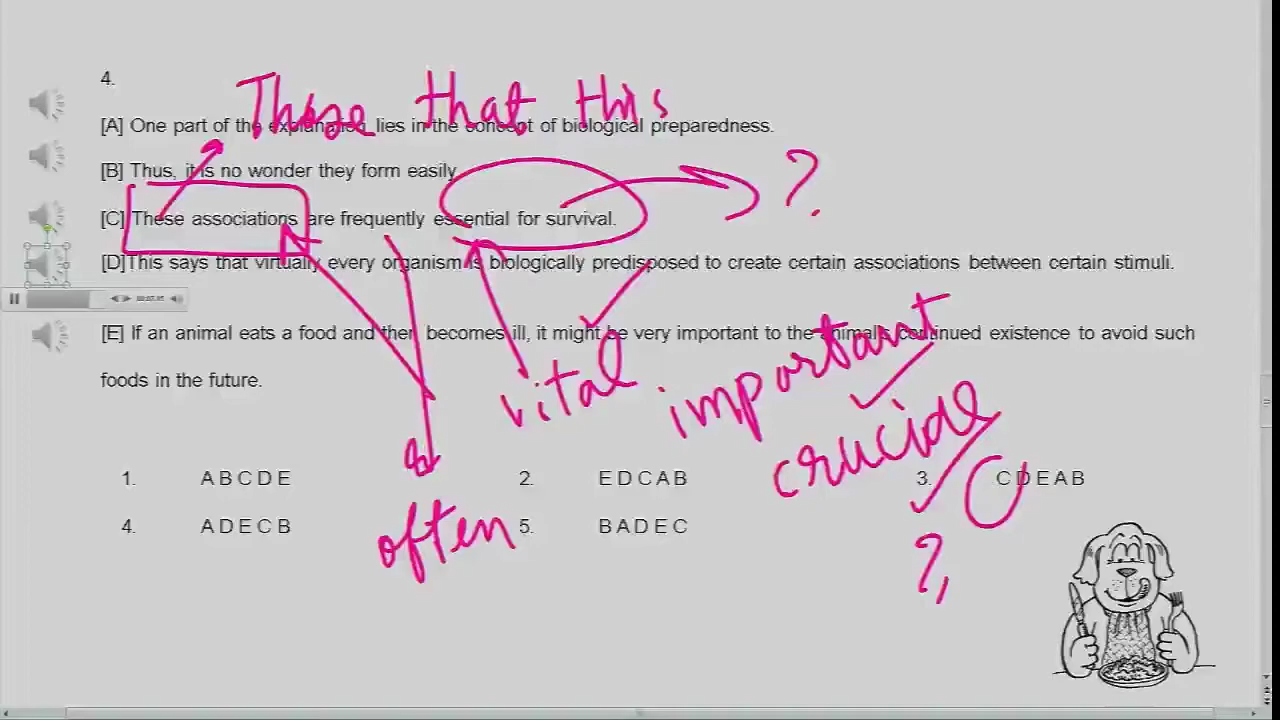 4.
These that this
[A] One part of the explanation lies in the concept of biological preparedness.
[B] Thus, it is no wonder they form easily.
?
[C] These associations are frequently essential for survival.
[D]This says that virtually every organism is biologically predisposed to create certain associations between certain stimuli.
[E] If an animal eats a food and then becomes ill, it might be very important to the animal's continued existence to avoid such
foods in the future.
vital important
crucial
1. A B C D E 2. E D C A B 3. C D E A B
4. A D E C B 5. B A D E C
often
?